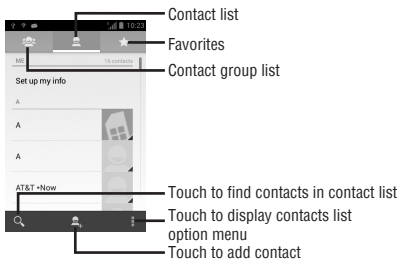 Contact list
10:23
Favorites
ME
15 contacts
Contact group list
Set up my info
A
A
A
AT&T •Now
Touch to find contacts in contact list
Touch to display contacts list
option menu
Touch to add contact